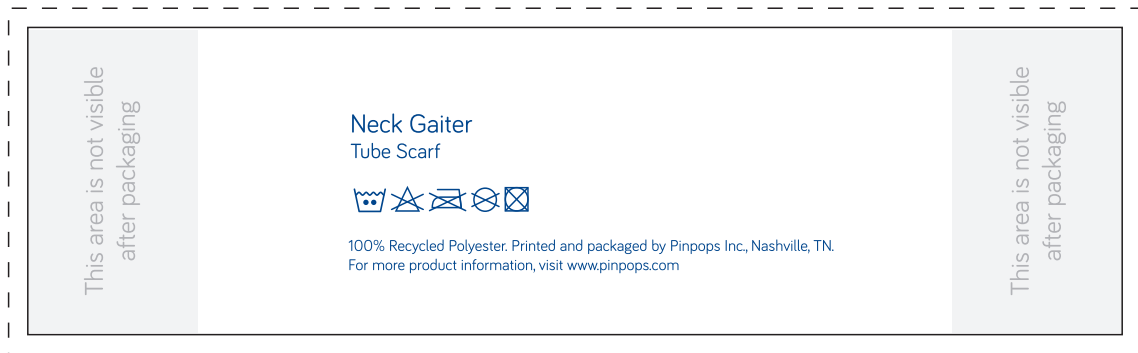 This area is not visible
after packaging
Neck Gaiter
Tube Scarf
100% Recycled Polyester. Printed and packaged by Pinpops Inc., Nashville, TN.
For more product information, visit www.pinpops.com
This area is not visible
after packaging